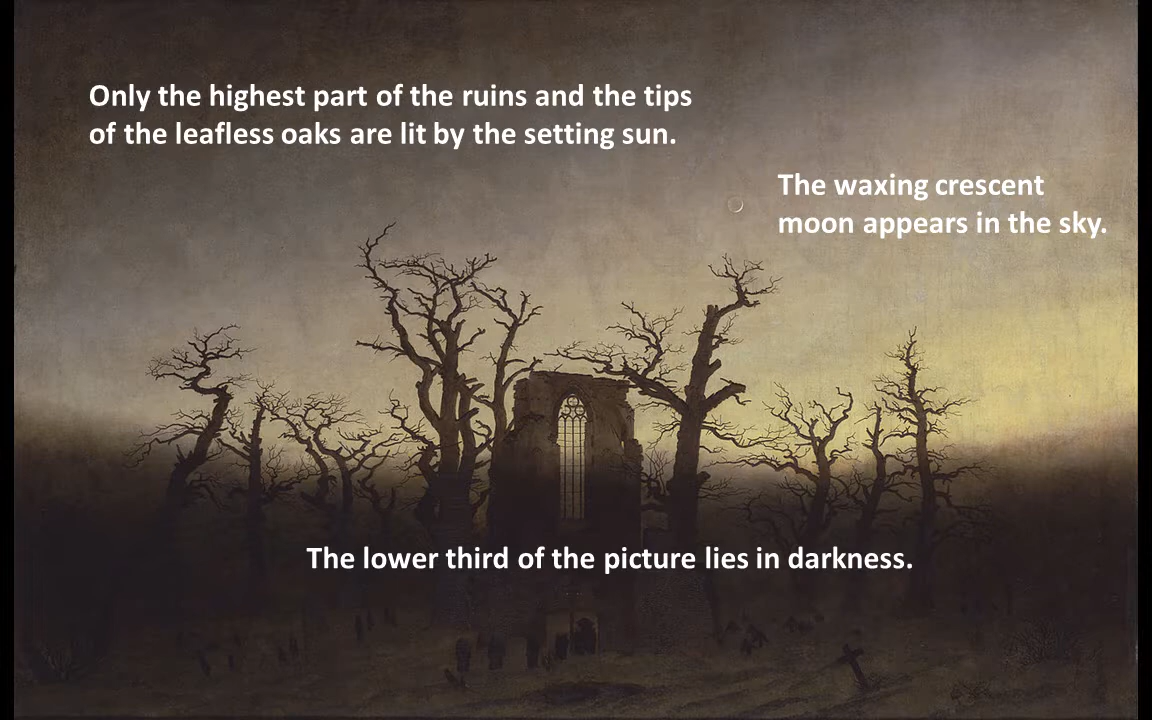 Only the highest part of the ruins and the tips
of the leafless oaks are lit by the setting sun.
The waxing crescent
moon appears in the sky.
The lower third of the picture lies in darkness.